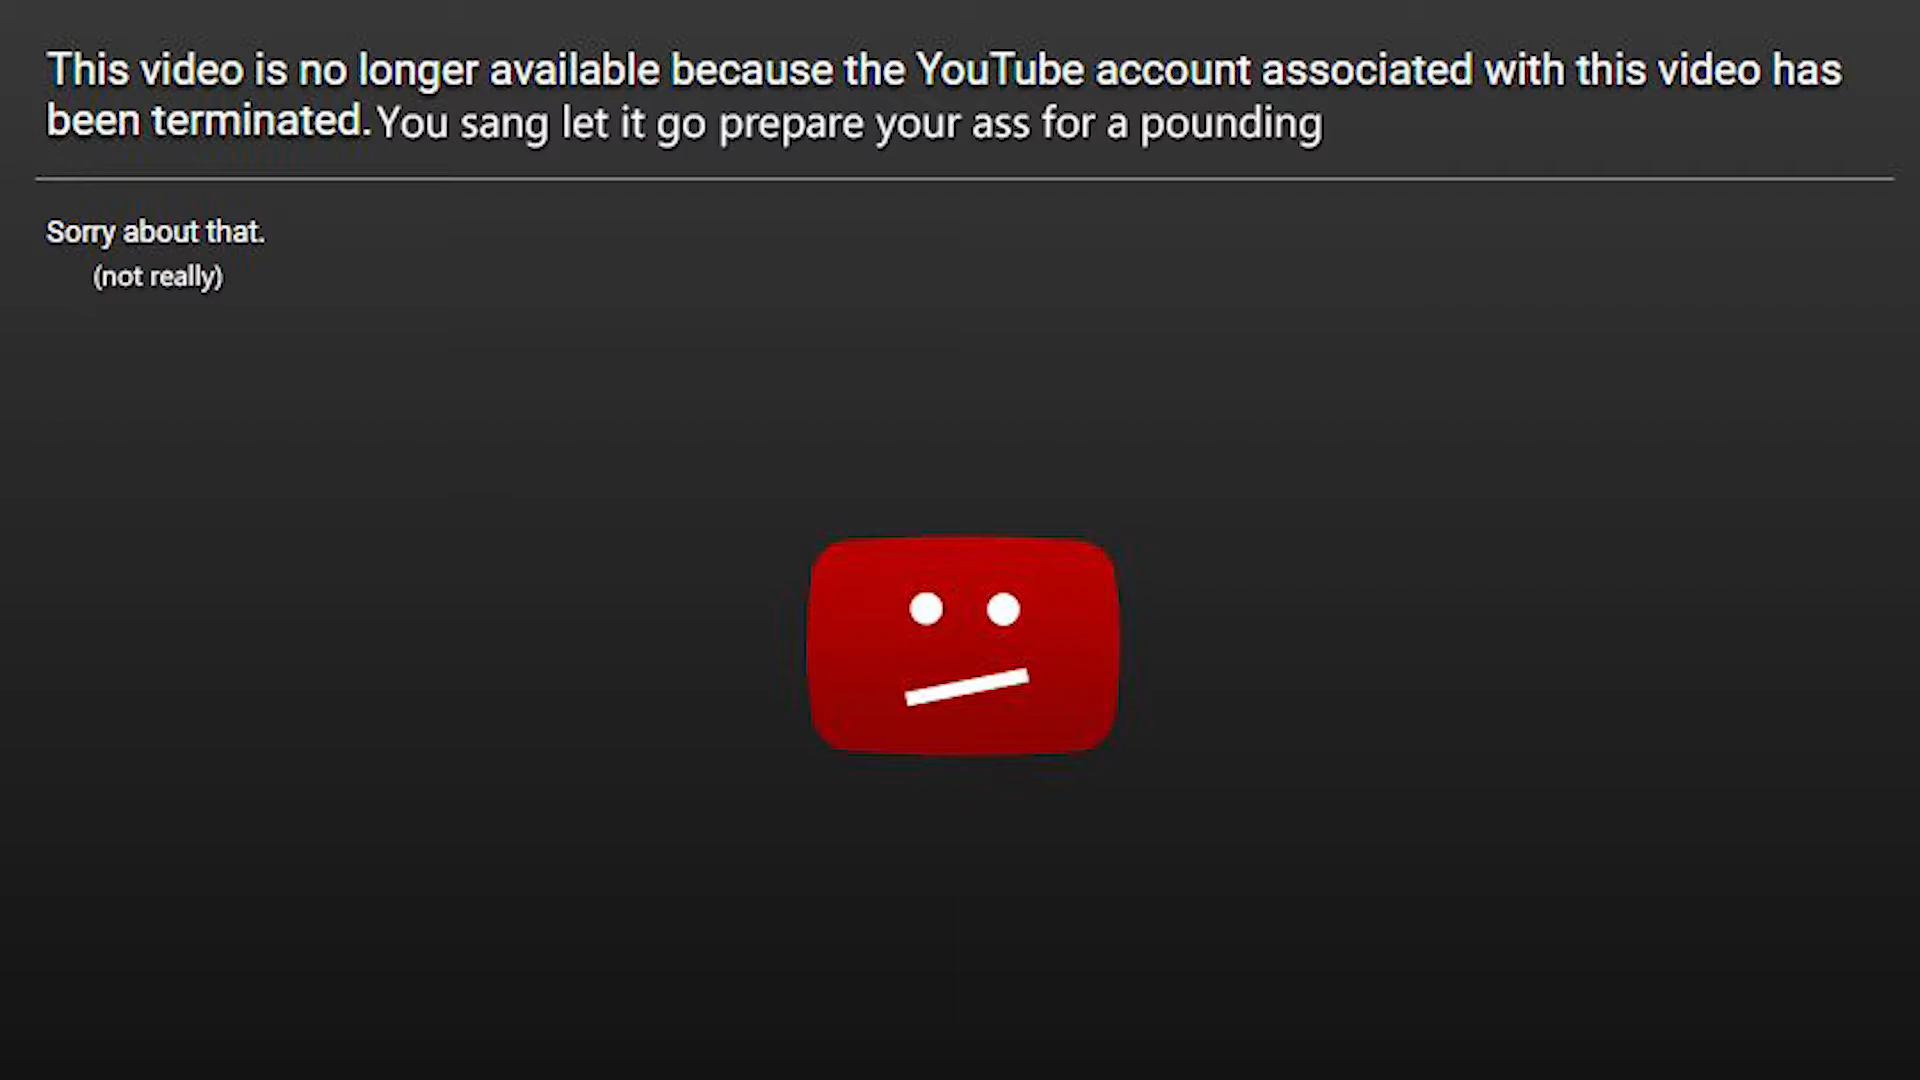 This video is no longer available because the YouTube account associated with this video has
been terminated. You sang let it go prepare your ass for a pounding
Sorry about that.
(not really)